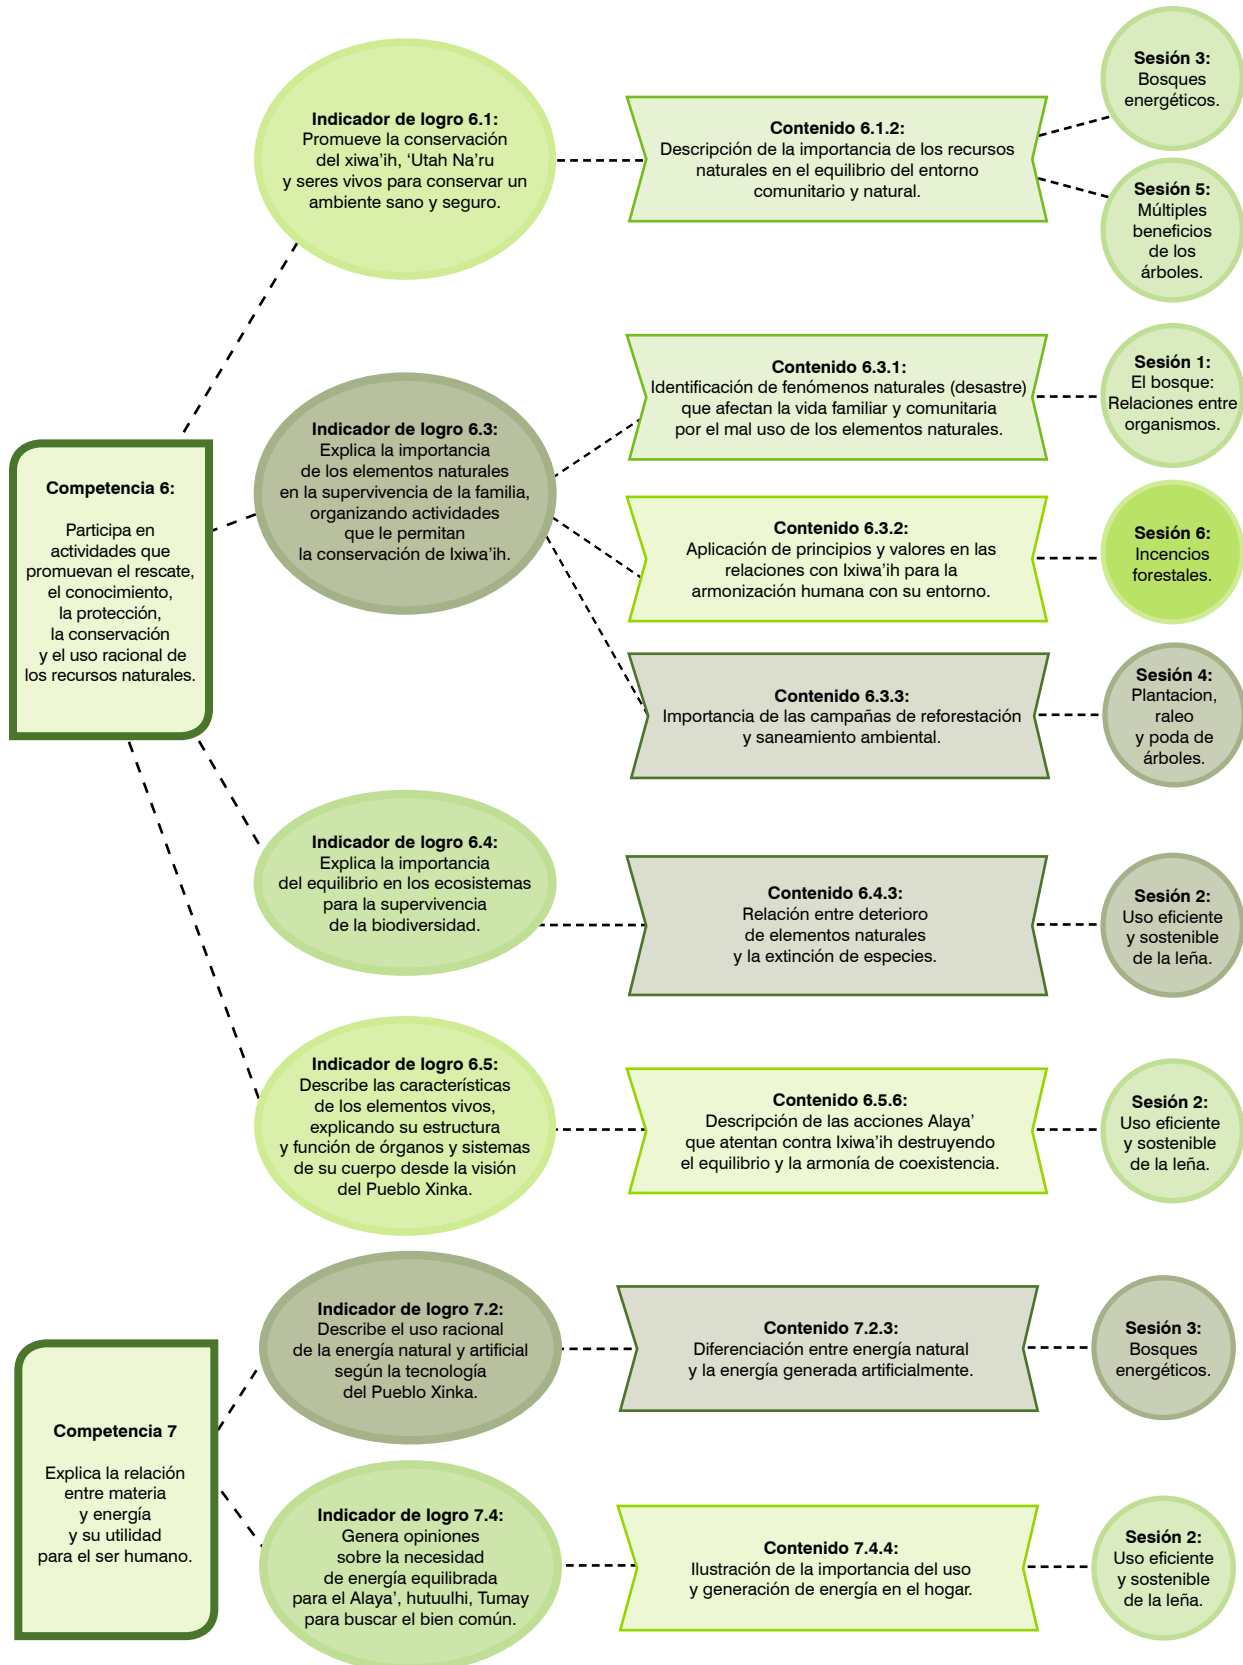 Competencia 6:
Participa en
actividades que
promuevan el rescate,
el conocimiento,
la protección,
la conservación
y el uso racional de
los recursos naturales.
Indicador de logro 6.1:
Promueve la conservación
del xiwa’ih, ‘Utah Na’ru
y seres vivos para conservar un
ambiente sano y seguro.
Contenido 6.1.2:
Descripción de la importancia de los recursos
naturales en el equilibrio del entorno
comunitario y natural.
Sesión 3:
Bosques
energéticos.
Sesión 5:
Múltiples
beneficios
de los
árboles.
Indicador de logro 6.3:
Explica la importancia
de los elementos naturales
en la supervivencia de la familia,
organizando actividades
que le permitan
la conservación de Ixiwa’ih.
Contenido 6.3.1:
Identificación de fenómenos naturales (desastre)
que afectan la vida familiar y comunitaria
por el mal uso de los elementos naturales.
Sesión 1:
El bosque:
Relaciones entre
organismos.
Contenido 6.3.2:
Aplicación de principios y valores en las
relaciones con Ixiwa’ih para la
armonización humana con su entorno.
Sesión 6:
Incencios
forestales.
Contenido 6.3.3:
Importancia de las campañas de reforestación
y saneamiento ambiental.
Sesión 4:
Plantacion,
raleo
y poda de
árboles.
Indicador de logro 6.4:
Explica la importancia
del equilibrio en los ecosistemas
para la supervivencia
de la biodiversidad.
Contenido 6.4.3:
Relación entre deterioro
de elementos naturales
y la extinción de especies.
Sesión 2:
Uso eficiente
y sostenible
de la leña.
Indicador de logro 6.5:
Describe las características
de los elementos vivos,
explicando su estructura
y función de órganos y sistemas
de su cuerpo desde la visión
del Pueblo Xinka.
Contenido 6.5.6:
Descripción de las acciones Alaya’
que atentan contra Ixiwa’ih destruyendo
el equilibrio y la armonía de coexistencia.
Sesión 2:
Uso eficiente
y sostenible
de la leña.
Competencia 7
Explica la relación
entre materia
y energía
y su utilidad
para el ser humano.
Indicador de logro 7.2:
Describe el uso racional
de la energía natural y artificial
según la tecnología
del Pueblo Xinka.
Contenido 7.2.3:
Diferenciación entre energía natural
y la energía generada artificialmente.
Sesión 3:
Bosques
energéticos.
Indicador de logro 7.4:
Genera opiniones
sobre la necesidad
de energía equilibrada
para el Alaya’, hutuulhi, Tumay
para buscar el bien común.
Contenido 7.4.4:
Ilustración de la importancia del uso
y generación de energía en el hogar.
Sesión 2:
Uso eficiente
y sostenible
de la leña.